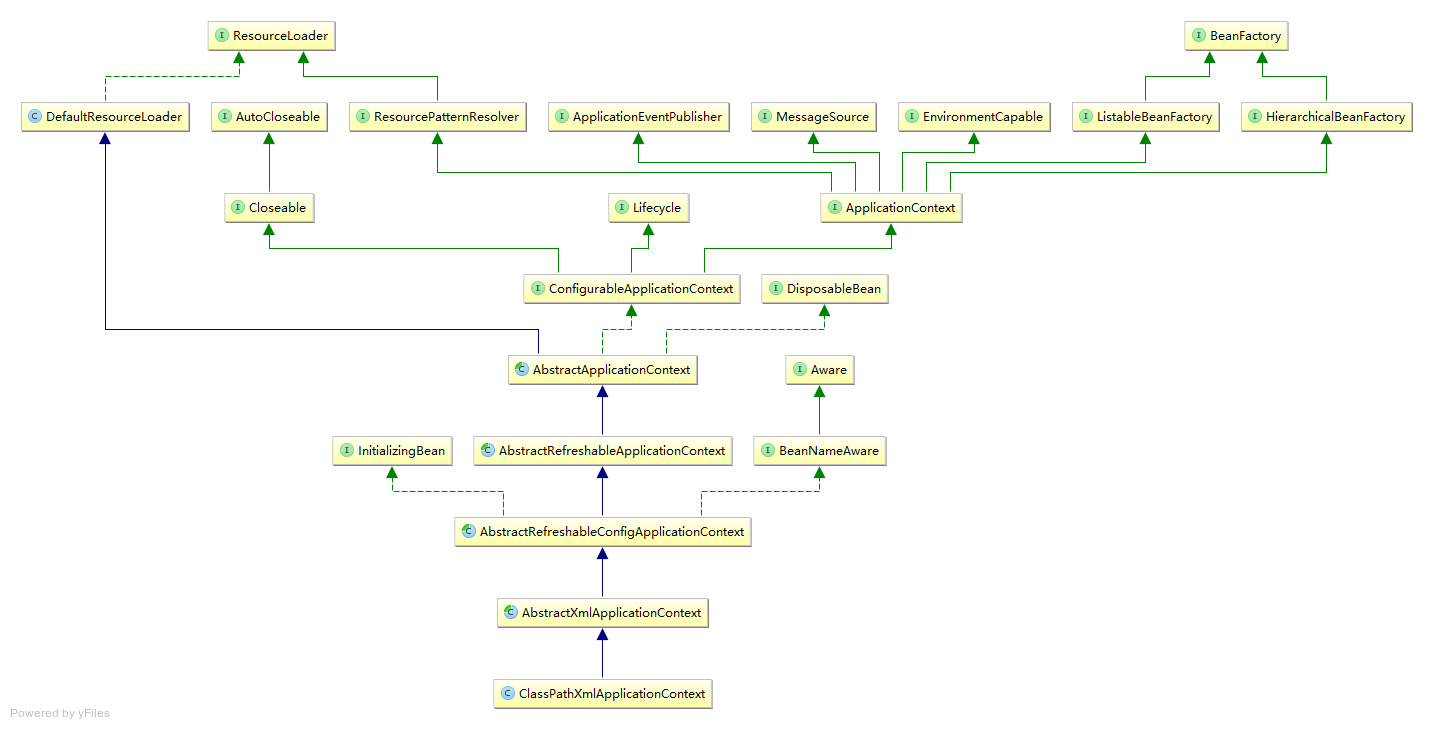 ResourceLoader
BeanFactory
DefaultResourceLoader
AutoCloseable
ResourcePatternResolver
ApplicationEventPublisher
MessageSource
EnvironmentCapable
ListableBeanFactory
HierarchicalBeanFactory
Closeable
Lifecycle
ApplicationContext
ConfigurableApplicationContext
DisposableBean
AbstractApplicationContext
Aware
InitializingBean
AbstractRefreshableApplicationContext
BeanNameAware
AbstractRefreshableConfigApplicationContext
AbstractXmlApplicationContext
ClassPathXmlApplicationContext
Powered by yFiles